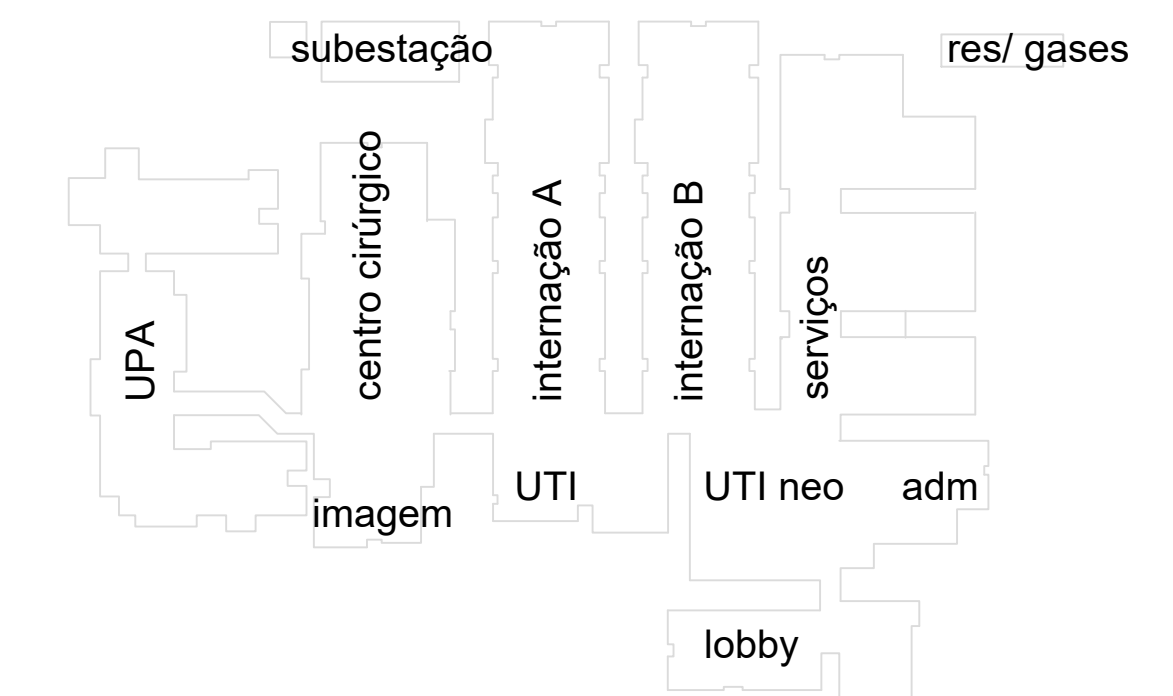 subestação
res/ gases
UPA
centro cirúrgico
internação A
internação B
serviços
UTI
UTI neo
adm
imagem
lobby